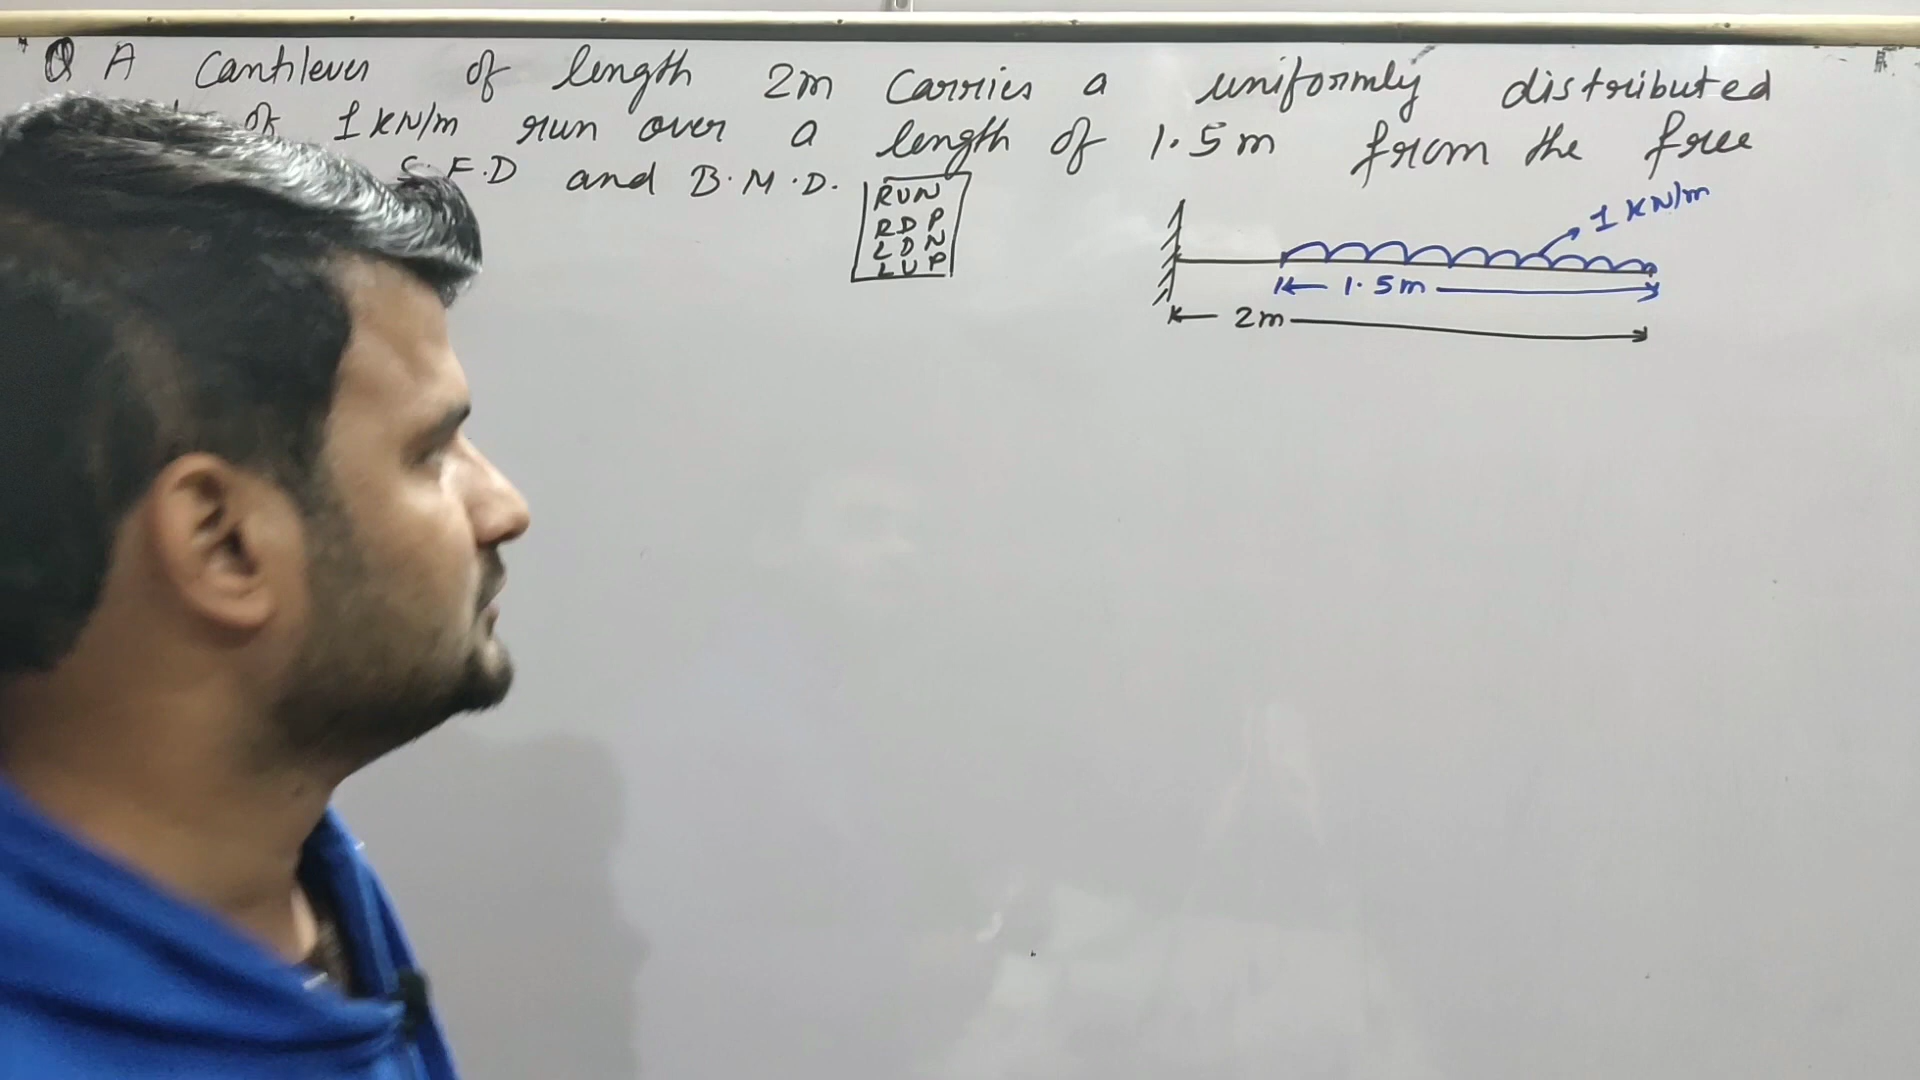 Q A Cantilever of length 2m Carries a uniformly distributed
of 1 kN/m run over a length of 1.5m from the free
S.F.D and B.M.D.
RUN
RDP
LDN
LUP
1 kN/m
1.5m
2m